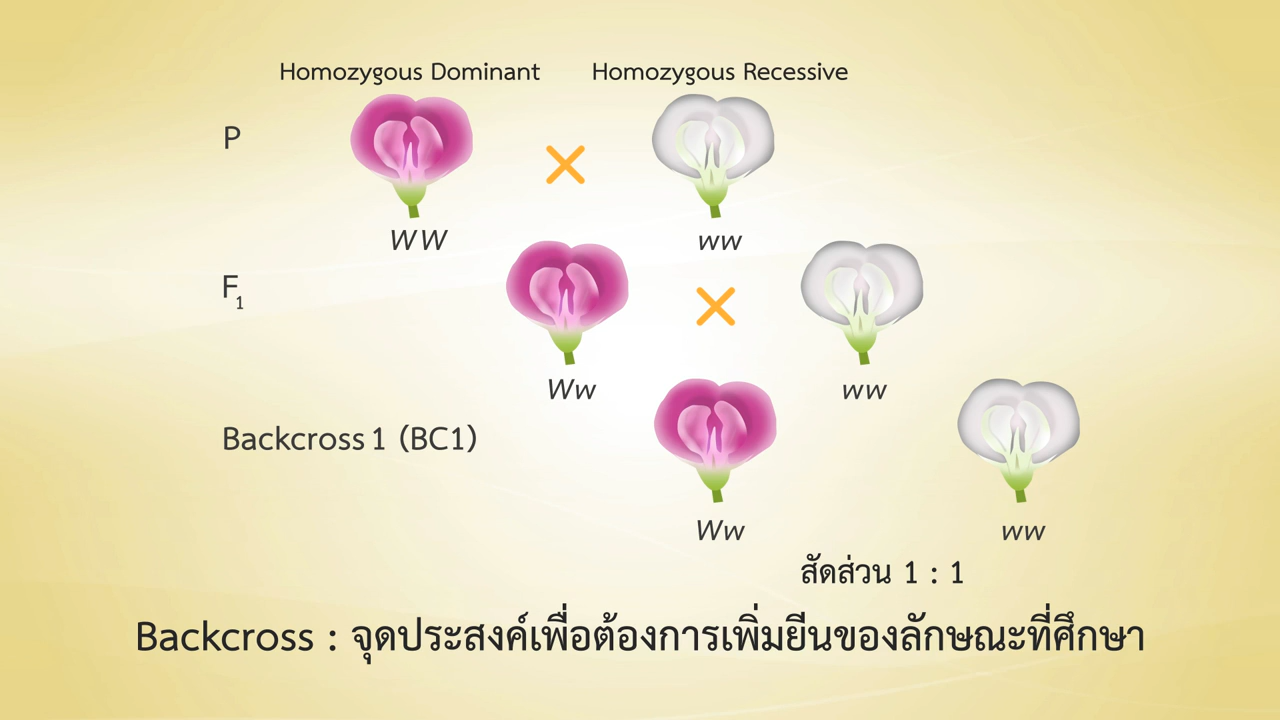 Homozygous Dominant Homozygous Recessive
P
WW ww
F₁
Ww ww
Backcross 1 (BC1)
Ww ww
สัดส่วน 1 : 1
Backcross : จุดประสงค์เพื่อต้องการเพิ่มยีนของลักษณะที่ศึกษา